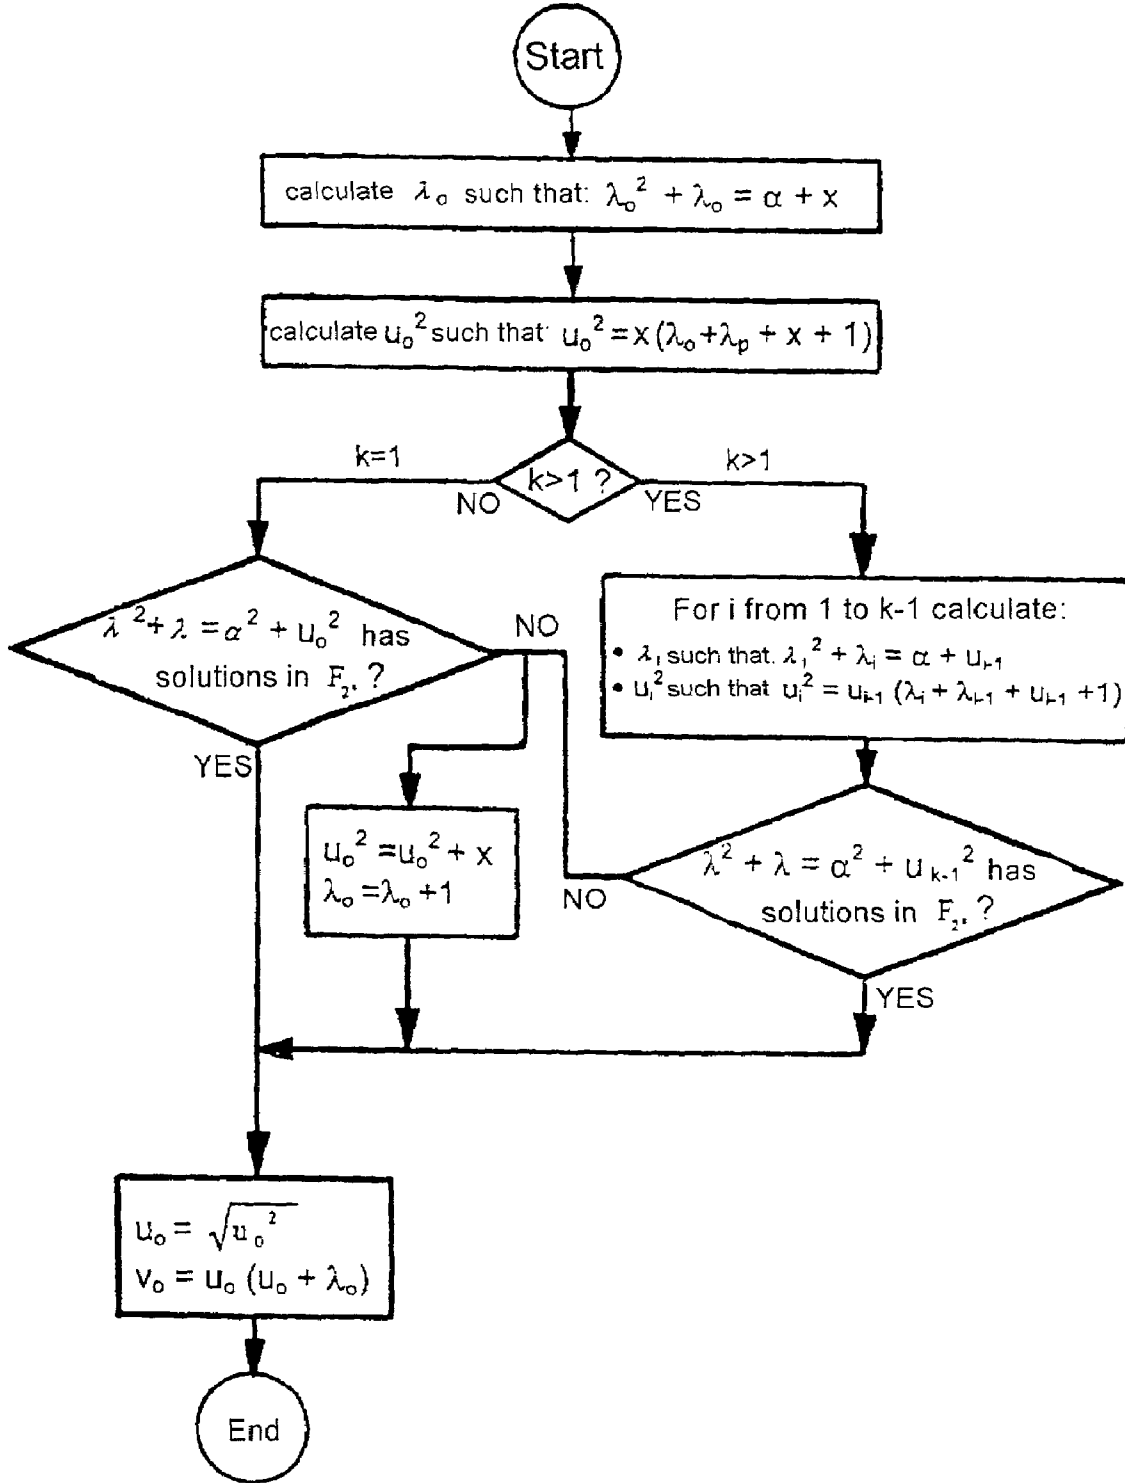 Start
calculate λ₀ such that: λ₀² + λ₀ = α + x
calculate u₀² such that: u₀² = x (λ₀ + λₚ + x + 1)
k=1
k>1 ?
k>1
NO
YES
λ² + λ = α² + u₀² has
solutions in F₂ₙ ?
NO
YES
For i from 1 to k-1 calculate:
• λᵢ such that. λᵢ² + λᵢ = α + uᵢ₋₁
• uᵢ² such that uᵢ² = uᵢ₋₁ (λᵢ + λᵢ₋₁ + uᵢ₋₁ +1)
u₀² = u₀² + x
λ₀ = λ₀ +1
λ² + λ = α² + uₖ₋₁² has
solutions in F₂ₙ ?
NO
YES
u₀ = √u₀²
v₀ = u₀ (u₀ + λ₀)
End